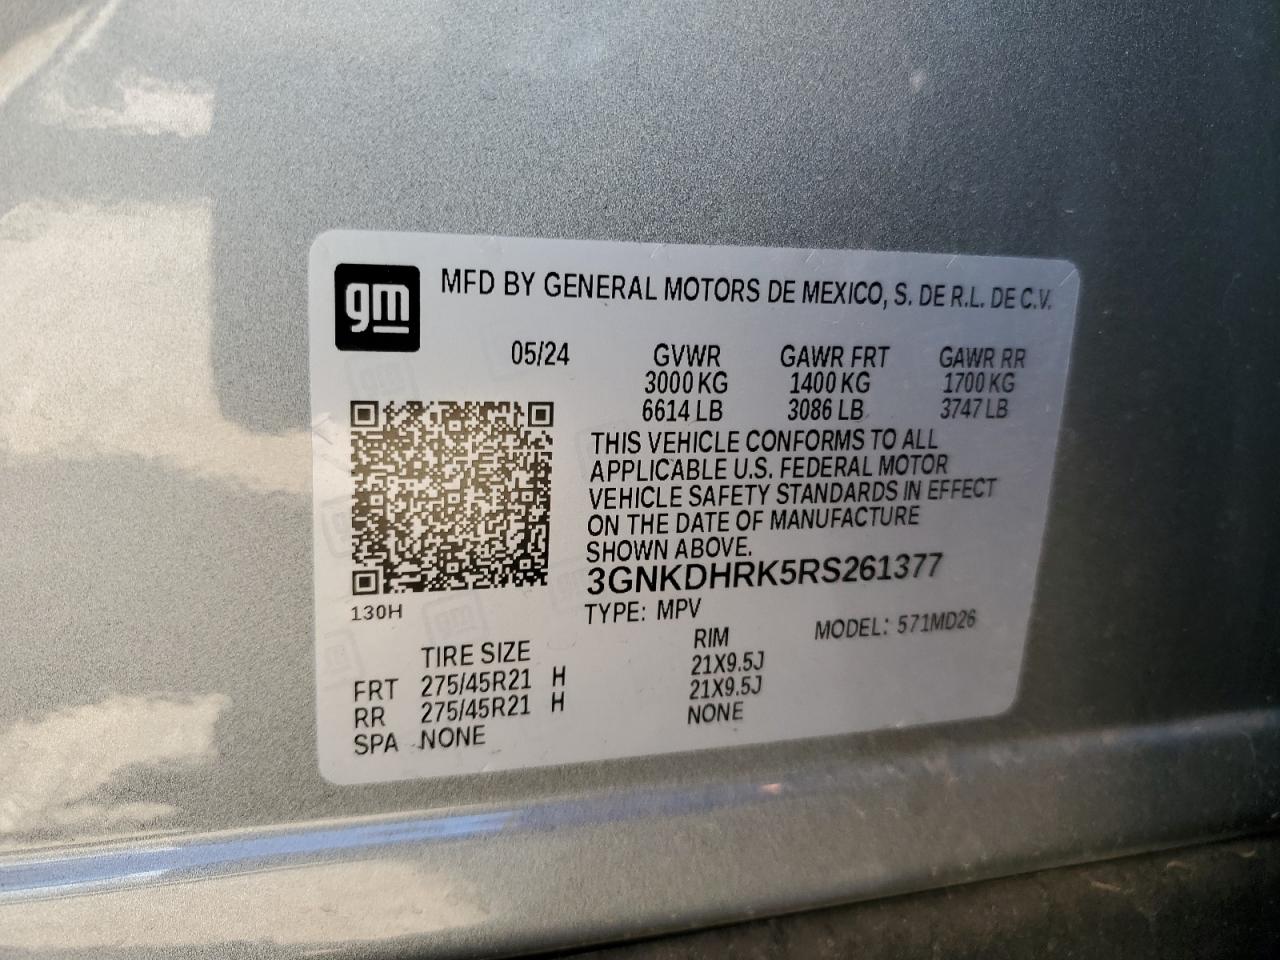 gm
MFD BY GENERAL MOTORS DE MEXICO, S. DE R.L. DE C.V.
05/24 GVWR GAWR FRT GAWR RR
3000 KG 1400 KG 1700 KG
6614 LB 3086 LB 3747 LB
THIS VEHICLE CONFORMS TO ALL
APPLICABLE U.S. FEDERAL MOTOR
VEHICLE SAFETY STANDARDS IN EFFECT
ON THE DATE OF MANUFACTURE
SHOWN ABOVE.
3GNKDHRK5RS261377
130H
TYPE: MPV MODEL: 571MD26
TIRE SIZE RIM
FRT 275/45R21 H 21X9.5J
RR 275/45R21 H 21X9.5J
SPA NONE NONE